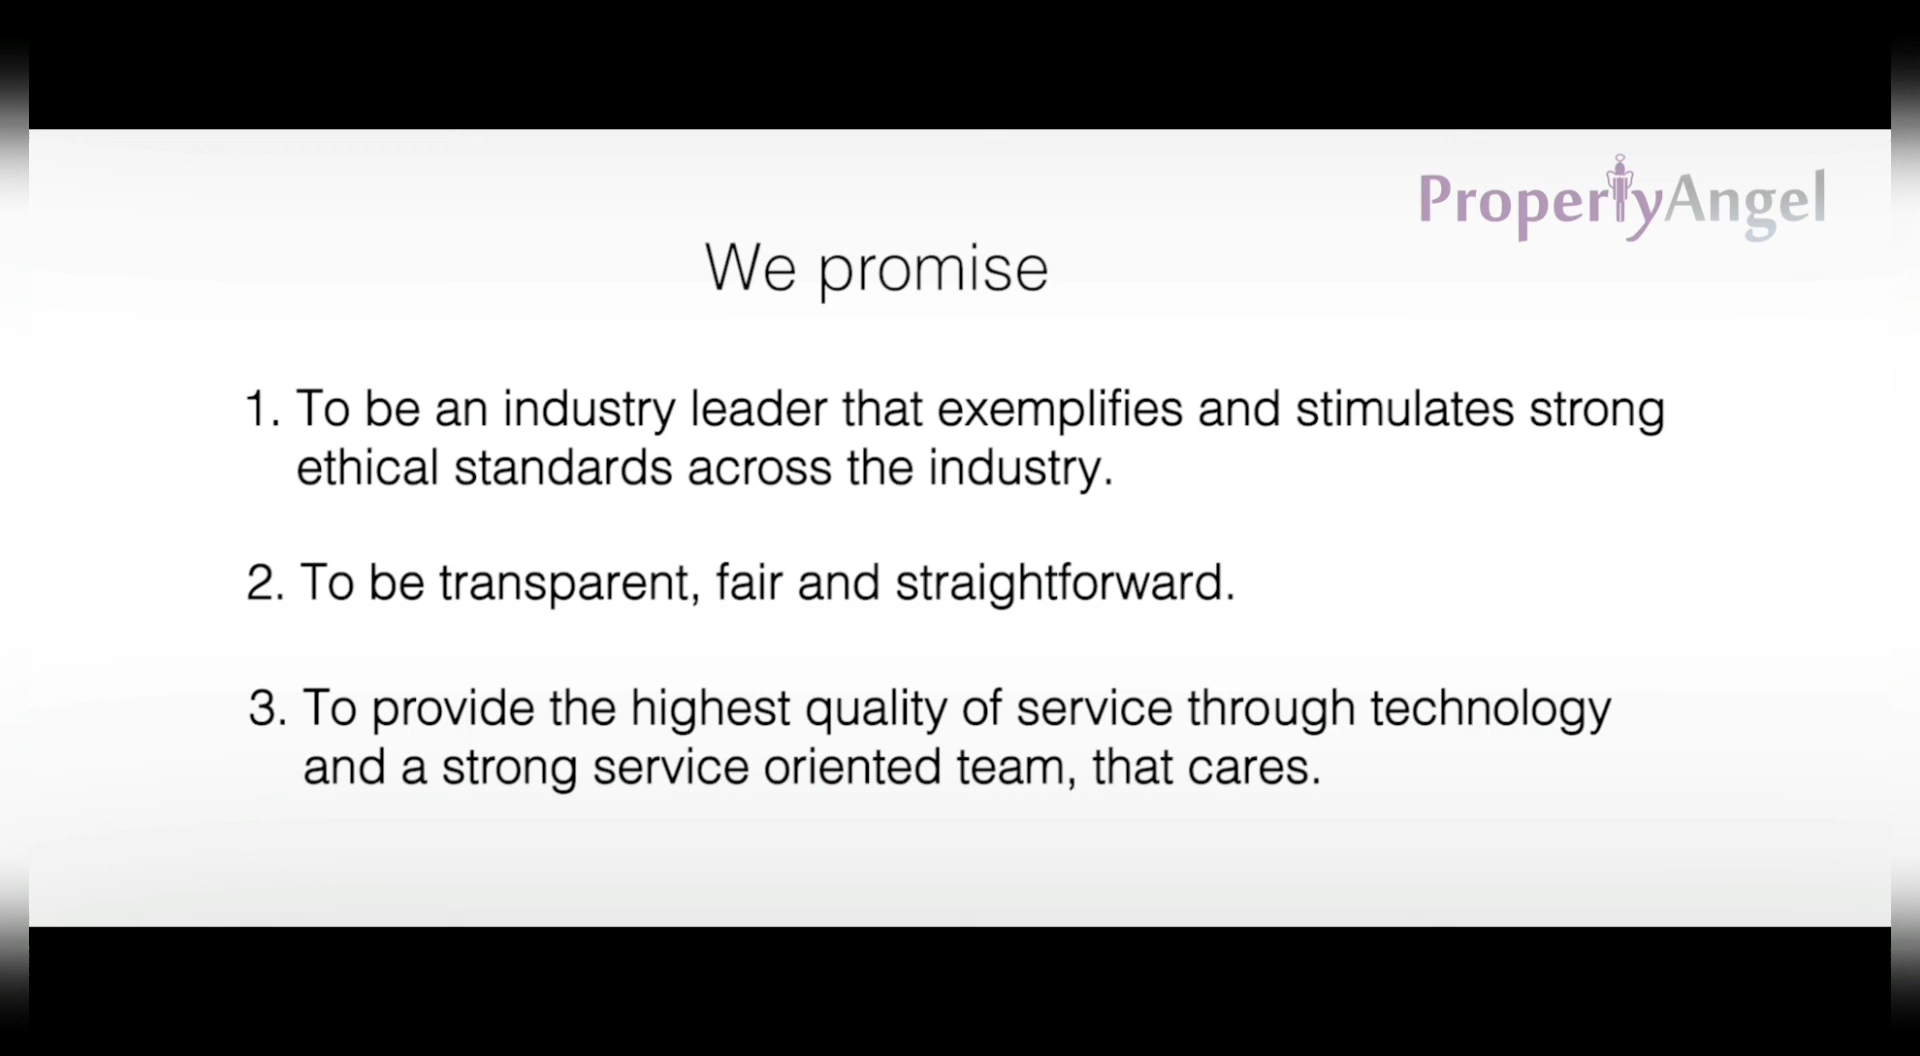 PropertyAngel
We promise
1. To be an industry leader that exemplifies and stimulates strong
ethical standards across the industry.
2. To be transparent, fair and straightforward.
3. To provide the highest quality of service through technology
and a strong service oriented team, that cares.